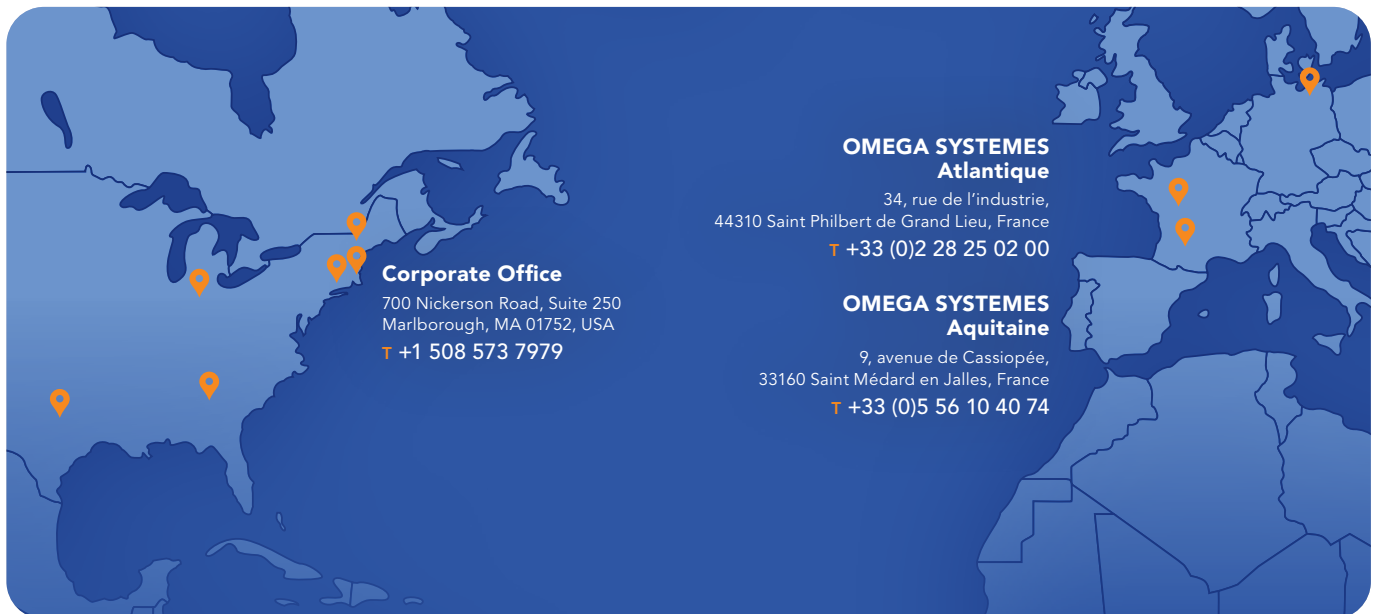 Corporate Office
700 Nickerson Road, Suite 250
Marlborough, MA 01752, USA
T +1 508 573 7979
OMEGA SYSTEMES
Atlantique
34, rue de l’industrie,
44310 Saint Philbert de Grand Lieu, France
T +33 (0)2 28 25 02 00
OMEGA SYSTEMES
Aquitaine
9, avenue de Cassiopée,
33160 Saint Médard en Jalles, France
T +33 (0)5 56 10 40 74